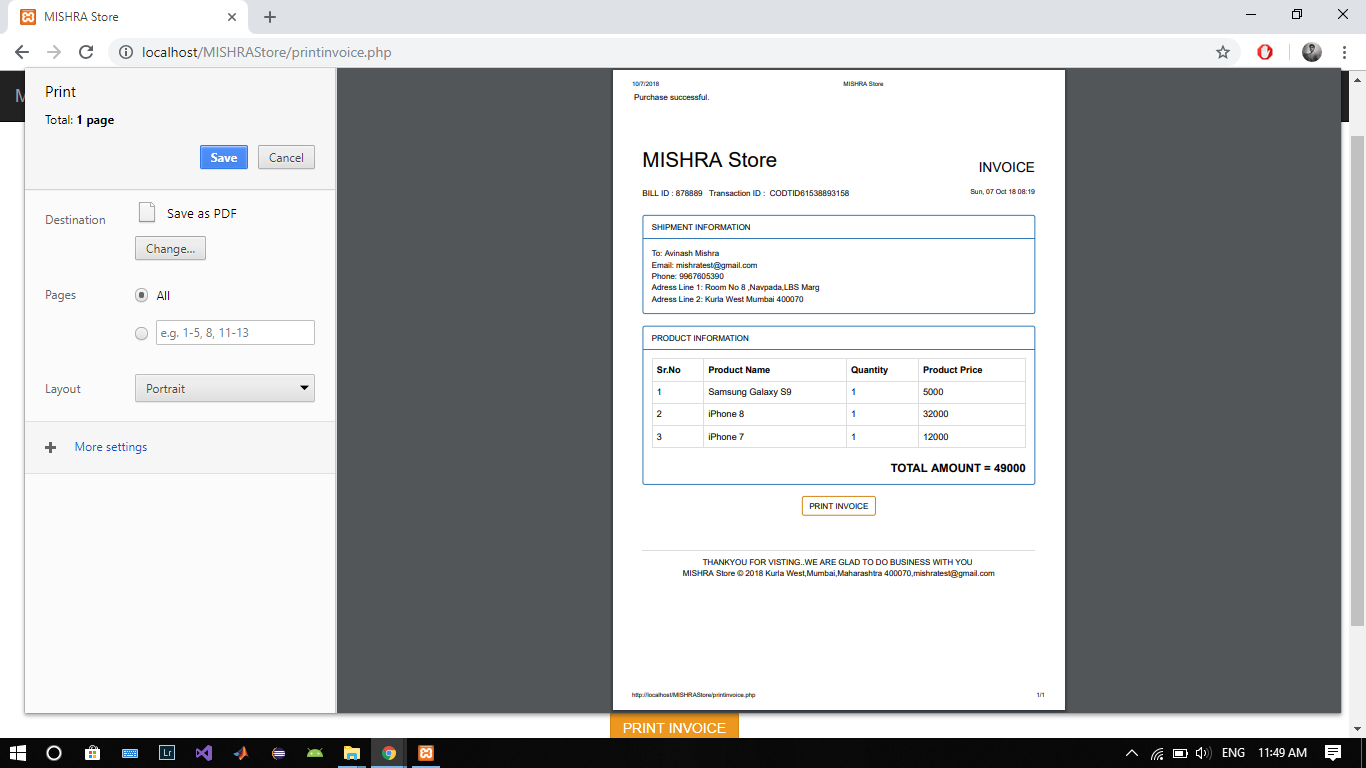 MISHRA Store
localhost/MISHRAStore/printinvoice.php
M
Print
Total: 1 page
Save
Cancel
Destination
Save as PDF
Change...
Pages
All
e.g. 1-5, 8, 11-13
Layout
Portrait
More settings
10/7/2018
MISHRA Store
Purchase successful.
MISHRA Store
INVOICE
BILL ID : 878889 Transaction ID : CODTID61538893158
Sun, 07 Oct 18 08:19
SHIPMENT INFORMATION
To: Avinash Mishra
Email: mishratest@gmail.com
Phone: 9967605390
Adress Line 1: Room No 8 ,Navpada,LBS Marg
Adress Line 2: Kurla West Mumbai 400070
PRODUCT INFORMATION
Sr.No Product Name Quantity Product Price
1 Samsung Galaxy S9 1 5000
2 iPhone 8 1 32000
3 iPhone 7 1 12000
TOTAL AMOUNT = 49000
PRINT INVOICE
THANKYOU FOR VISTING..WE ARE GLAD TO DO BUSINESS WITH YOU
MISHRA Store © 2018 Kurla West,Mumbai,Maharashtra 400070,mishratest@gmail.com
http://localhost/MISHRAStore/printinvoice.php
1/1
PRINT INVOICE
Lr
ENG
11:49 AM